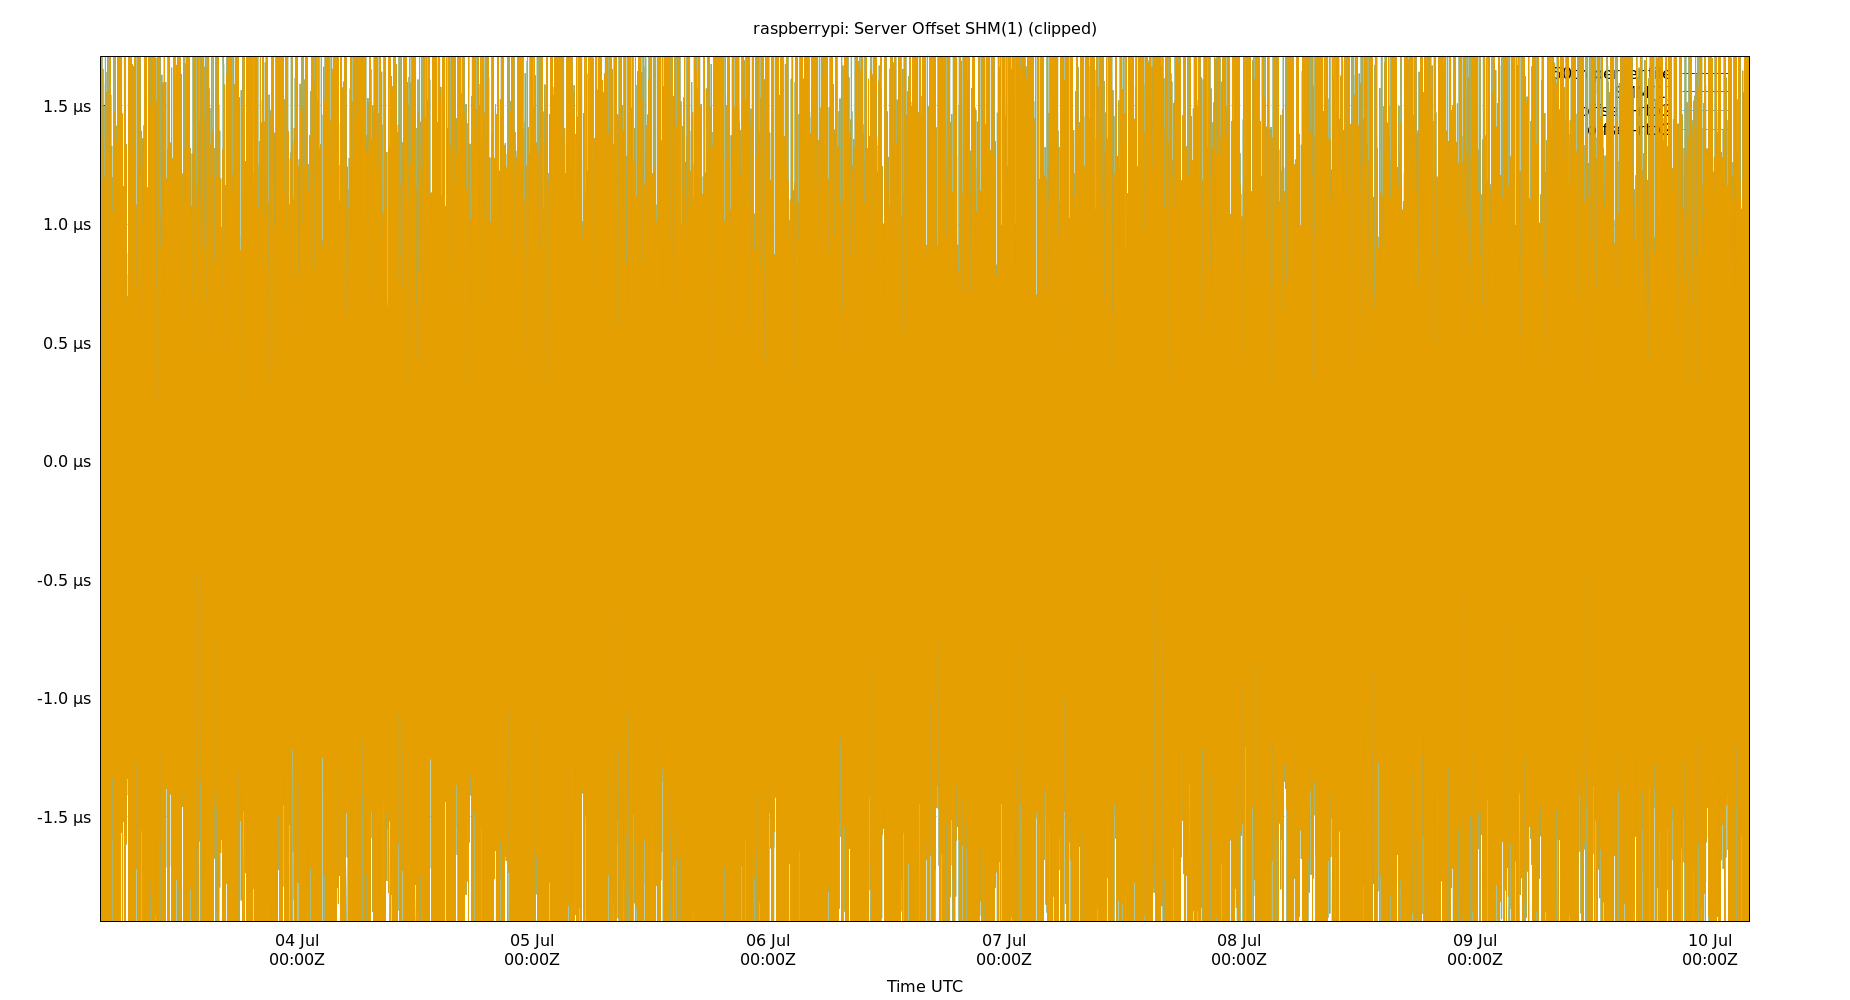 raspberrypi: Server Offset SHM(1) (clipped)
1.5 µs
1.0 µs
0.5 µs
0.0 µs
-0.5 µs
-1.0 µs
-1.5 µs
04 Jul 05 Jul 06 Jul 07 Jul 08 Jul 09 Jul 10 Jul
00:00Z 00:00Z 00:00Z 00:00Z 00:00Z 00:00Z 00:00Z
Time UTC